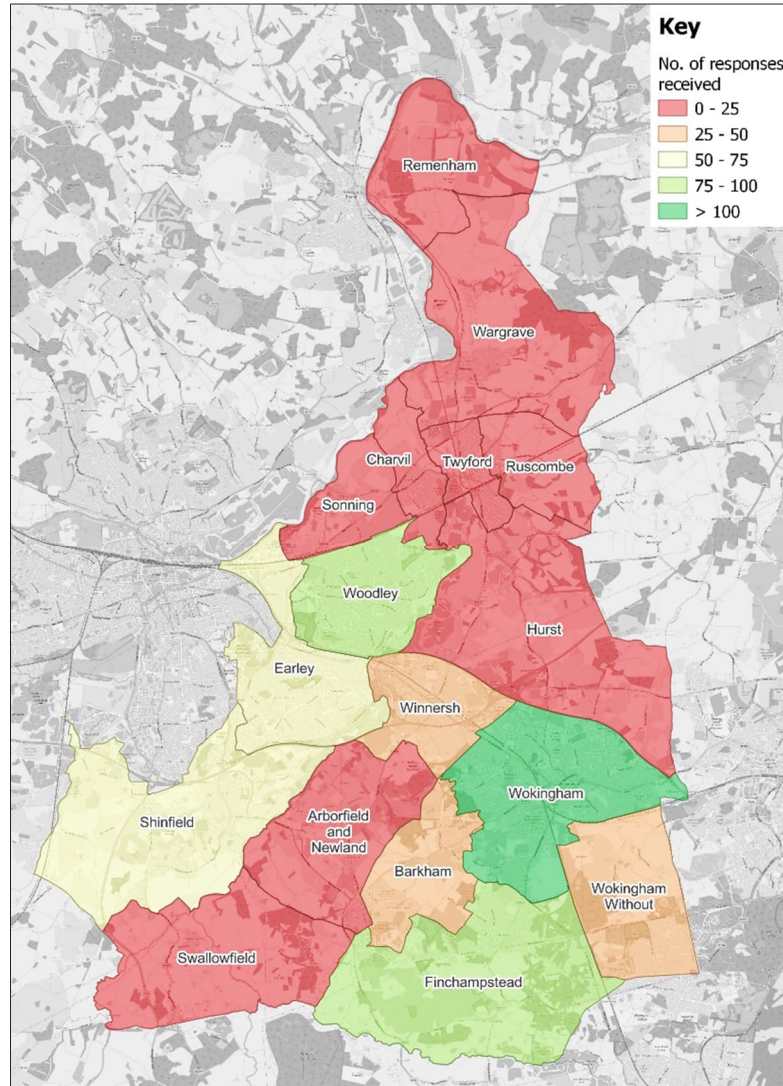 Key
No. of responses
received
0 - 25
25 - 50
50 - 75
75 - 100
> 100
Remenham
Wargrave
Charvil
Twyford
Ruscombe
Sonning
Woodley
Hurst
Earley
Winnersh
Wokingham
Shinfield
Arborfield
and
Newland
Barkham
Wokingham
Without
Swallowfield
Finchampstead